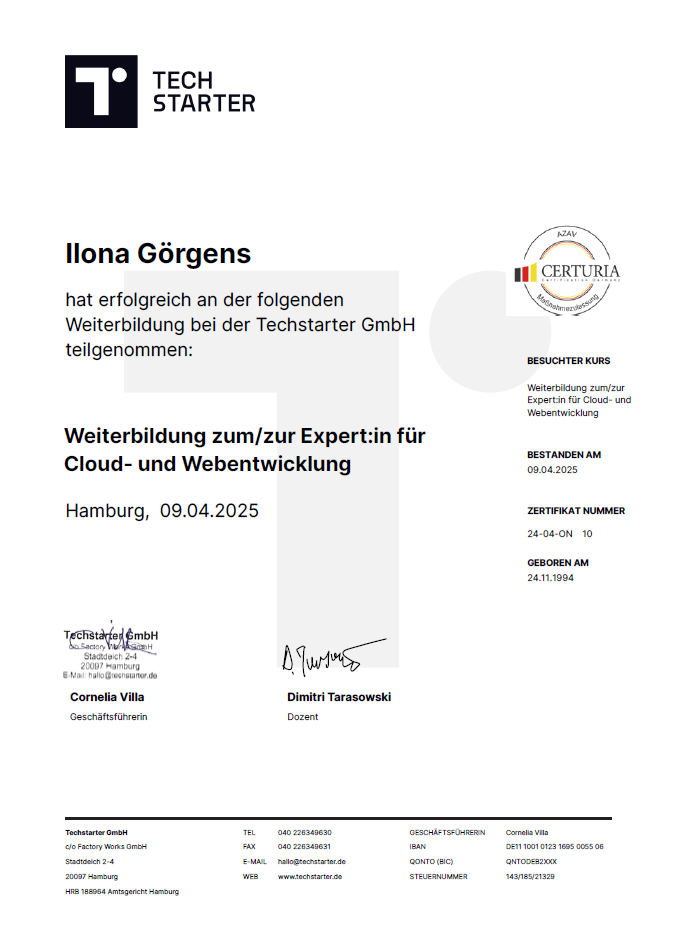 TECH
STARTER
Ilona Görgens
hat erfolgreich an der folgenden
Weiterbildung bei der Techstarter GmbH
teilgenommen:
Weiterbildung zum/zur Expert:in für
Cloud- und Webentwicklung
Hamburg, 09.04.2025
AZAV
CERTURIA
Certification GmbH
Maßnahmezulassung
BESUCHTER KURS
Weiterbildung zum/zur
Expert:in für Cloud- und
Webentwicklung
BESTANDEN AM
09.04.2025
ZERTIFIKAT NUMMER
24-04-ON 10
GEBOREN AM
24.11.1994
Techstarter GmbH
c/o Factory Works GmbH
Stadtdeich 2-4
20097 Hamburg
E-Mail: hallo@techstarter.de
Cornelia Villa
Geschäftsführerin
D. Tarasowski
Dimitri Tarasowski
Dozent
Techstarter GmbH
c/o Factory Works GmbH
Stadtdeich 2-4
20097 Hamburg
HRB 188964 Amtsgericht Hamburg
TEL 040 226349630
FAX 040 226349631
E-MAIL hallo@techstarter.de
WEB www.techstarter.de
GESCHÄFTSFÜHRERIN Cornelia Villa
IBAN DE11 1001 0123 1695 0055 06
QONTO (BIC) QNTODEB2XXX
STEUERNUMMER 143/185/21329